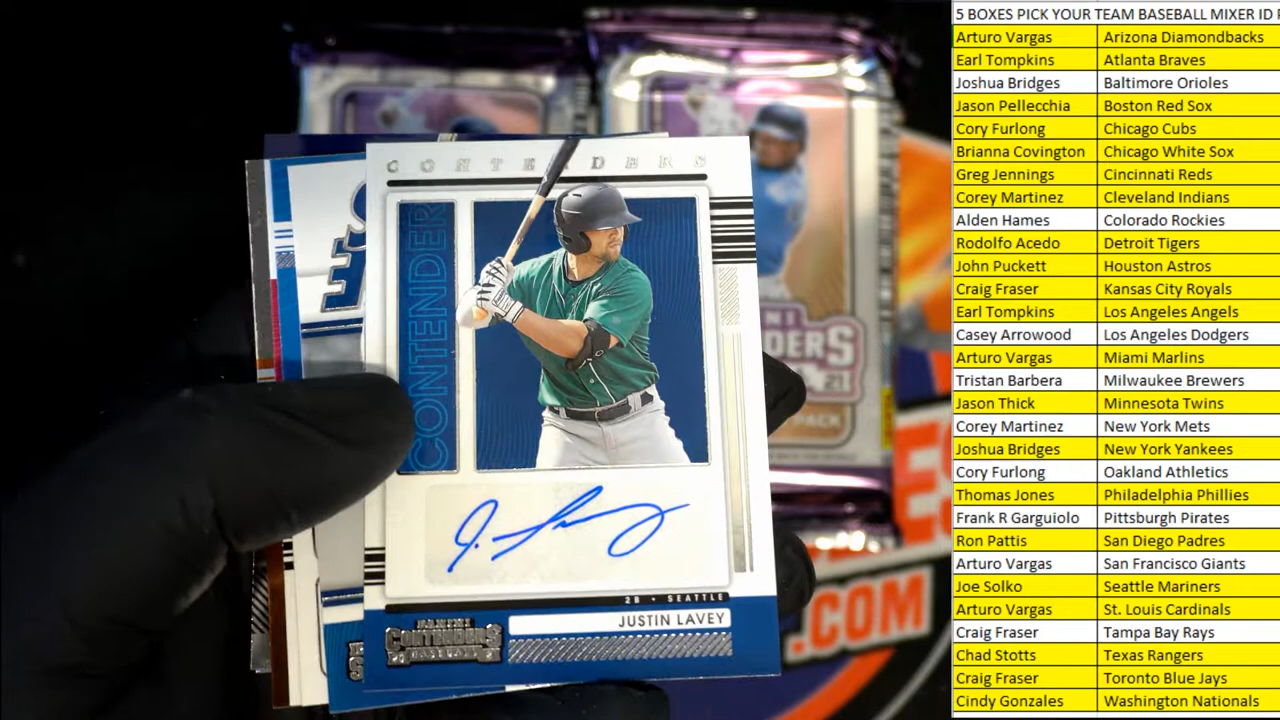 CONTENDERS
CONTENDER
J. Lavey
2B • SEATTLE
JUSTIN LAVEY
PANINI
CONTENDERS
BASEBALL
DERS
21
PACK
ES
.COM
5 BOXES PICK YOUR TEAM BASEBALL MIXER ID
Arturo Vargas Arizona Diamondbacks
Earl Tompkins Atlanta Braves
Joshua Bridges Baltimore Orioles
Jason Pellecchia Boston Red Sox
Cory Furlong Chicago Cubs
Brianna Covington Chicago White Sox
Greg Jennings Cincinnati Reds
Corey Martinez Cleveland Indians
Alden Hames Colorado Rockies
Rodolfo Acedo Detroit Tigers
John Puckett Houston Astros
Craig Fraser Kansas City Royals
Earl Tompkins Los Angeles Angels
Casey Arrowood Los Angeles Dodgers
Arturo Vargas Miami Marlins
Tristan Barbera Milwaukee Brewers
Jason Thick Minnesota Twins
Corey Martinez New York Mets
Joshua Bridges New York Yankees
Cory Furlong Oakland Athletics
Thomas Jones Philadelphia Phillies
Frank R Garguiolo Pittsburgh Pirates
Ron Pattis San Diego Padres
Arturo Vargas San Francisco Giants
Joe Solko Seattle Mariners
Arturo Vargas St. Louis Cardinals
Craig Fraser Tampa Bay Rays
Chad Stotts Texas Rangers
Craig Fraser Toronto Blue Jays
Cindy Gonzales Washington Nationals